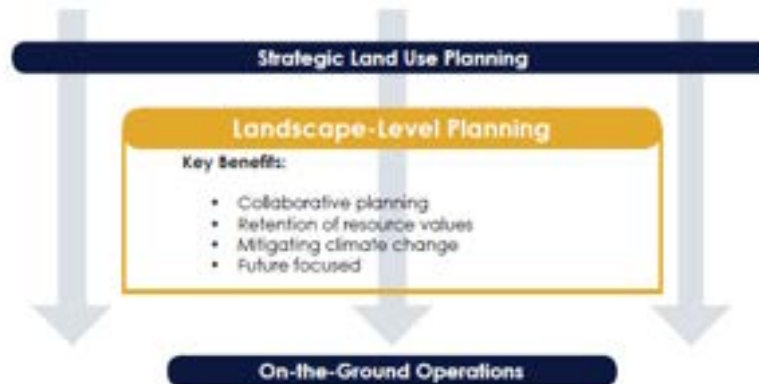 Strategic Land Use Planning
Landscape-Level Planning
Key Benefits:
• Collaborative planning
• Retention of resource values
• Mitigating climate change
• Future focused
On-the-Ground Operations